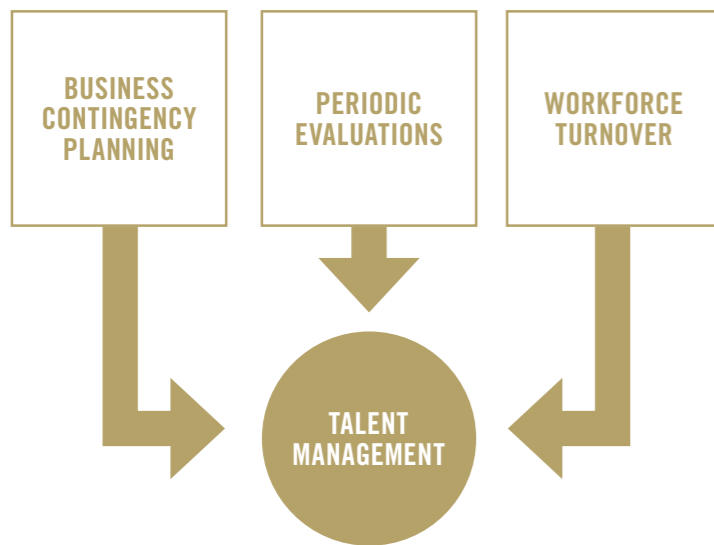 BUSINESS
CONTINGENCY
PLANNING
PERIODIC
EVALUATIONS
WORKFORCE
TURNOVER
TALENT
MANAGEMENT